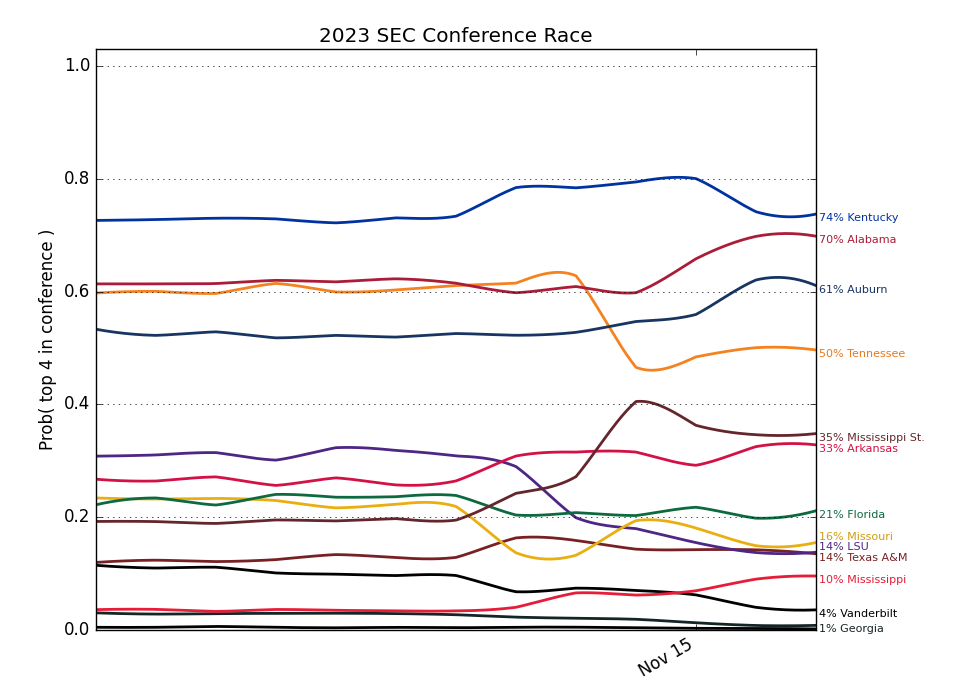 2023 SEC Conference Race
1.0
0.8
0.6
0.4
0.2
0.0
Prob( top 4 in conference )
74% Kentucky
70% Alabama
61% Auburn
50% Tennessee
35% Mississippi St.
33% Arkansas
21% Florida
16% Missouri
14% LSU
14% Texas A&M
10% Mississippi
4% Vanderbilt
1% Georgia
Nov 15